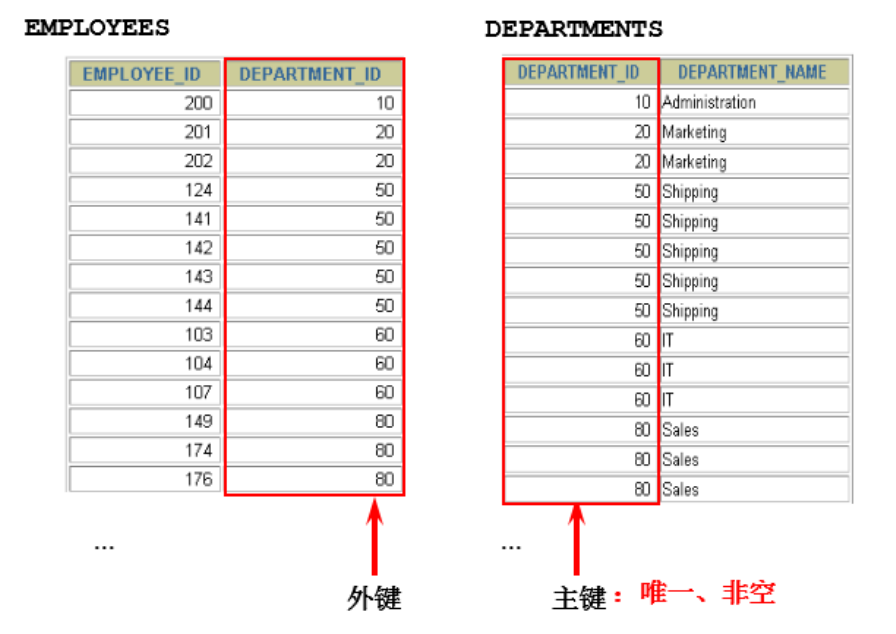 EMPLOYEES
EMPLOYEE_ID DEPARTMENT_ID
200 10
201 20
202 20
124 50
141 50
142 50
143 50
144 50
103 60
104 60
107 60
149 80
174 80
176 80
...
外键
DEPARTMENTS
DEPARTMENT_ID DEPARTMENT_NAME
10 Administration
20 Marketing
20 Marketing
50 Shipping
50 Shipping
50 Shipping
50 Shipping
50 Shipping
60 IT
60 IT
60 IT
80 Sales
80 Sales
80 Sales
...
主键：唯一、非空